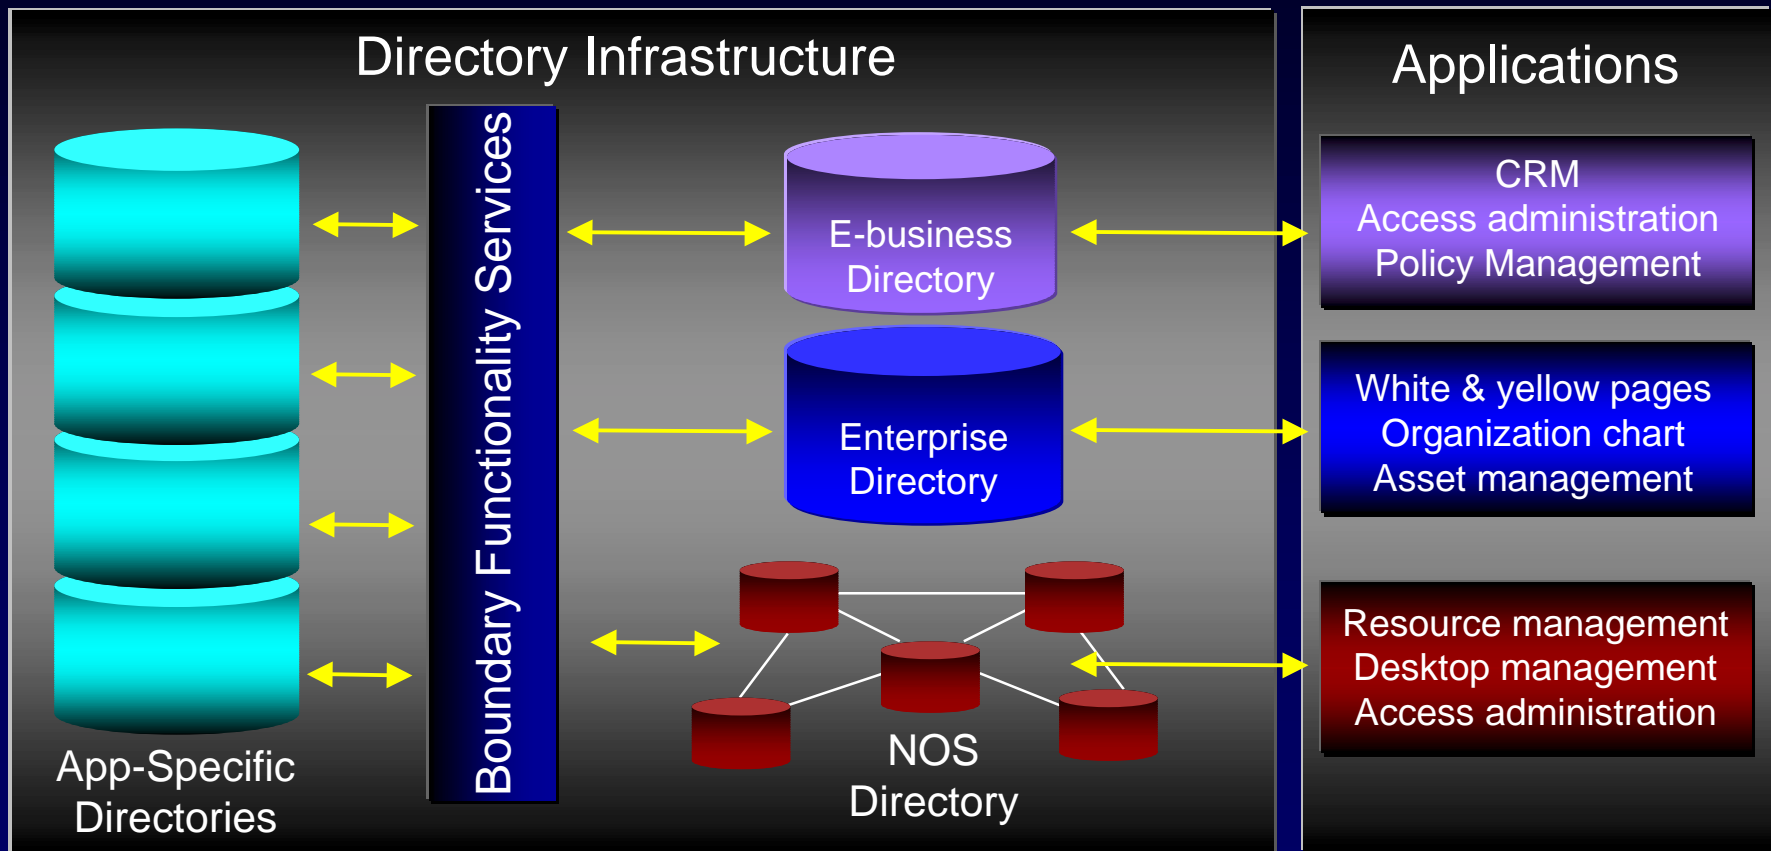 Directory Infrastructure
Applications
Boundary Functionality Services
App-Specific
Directories
E-business
Directory
Enterprise
Directory
NOS
Directory
CRM
Access administration
Policy Management
White & yellow pages
Organization chart
Asset management
Resource management
Desktop management
Access administration